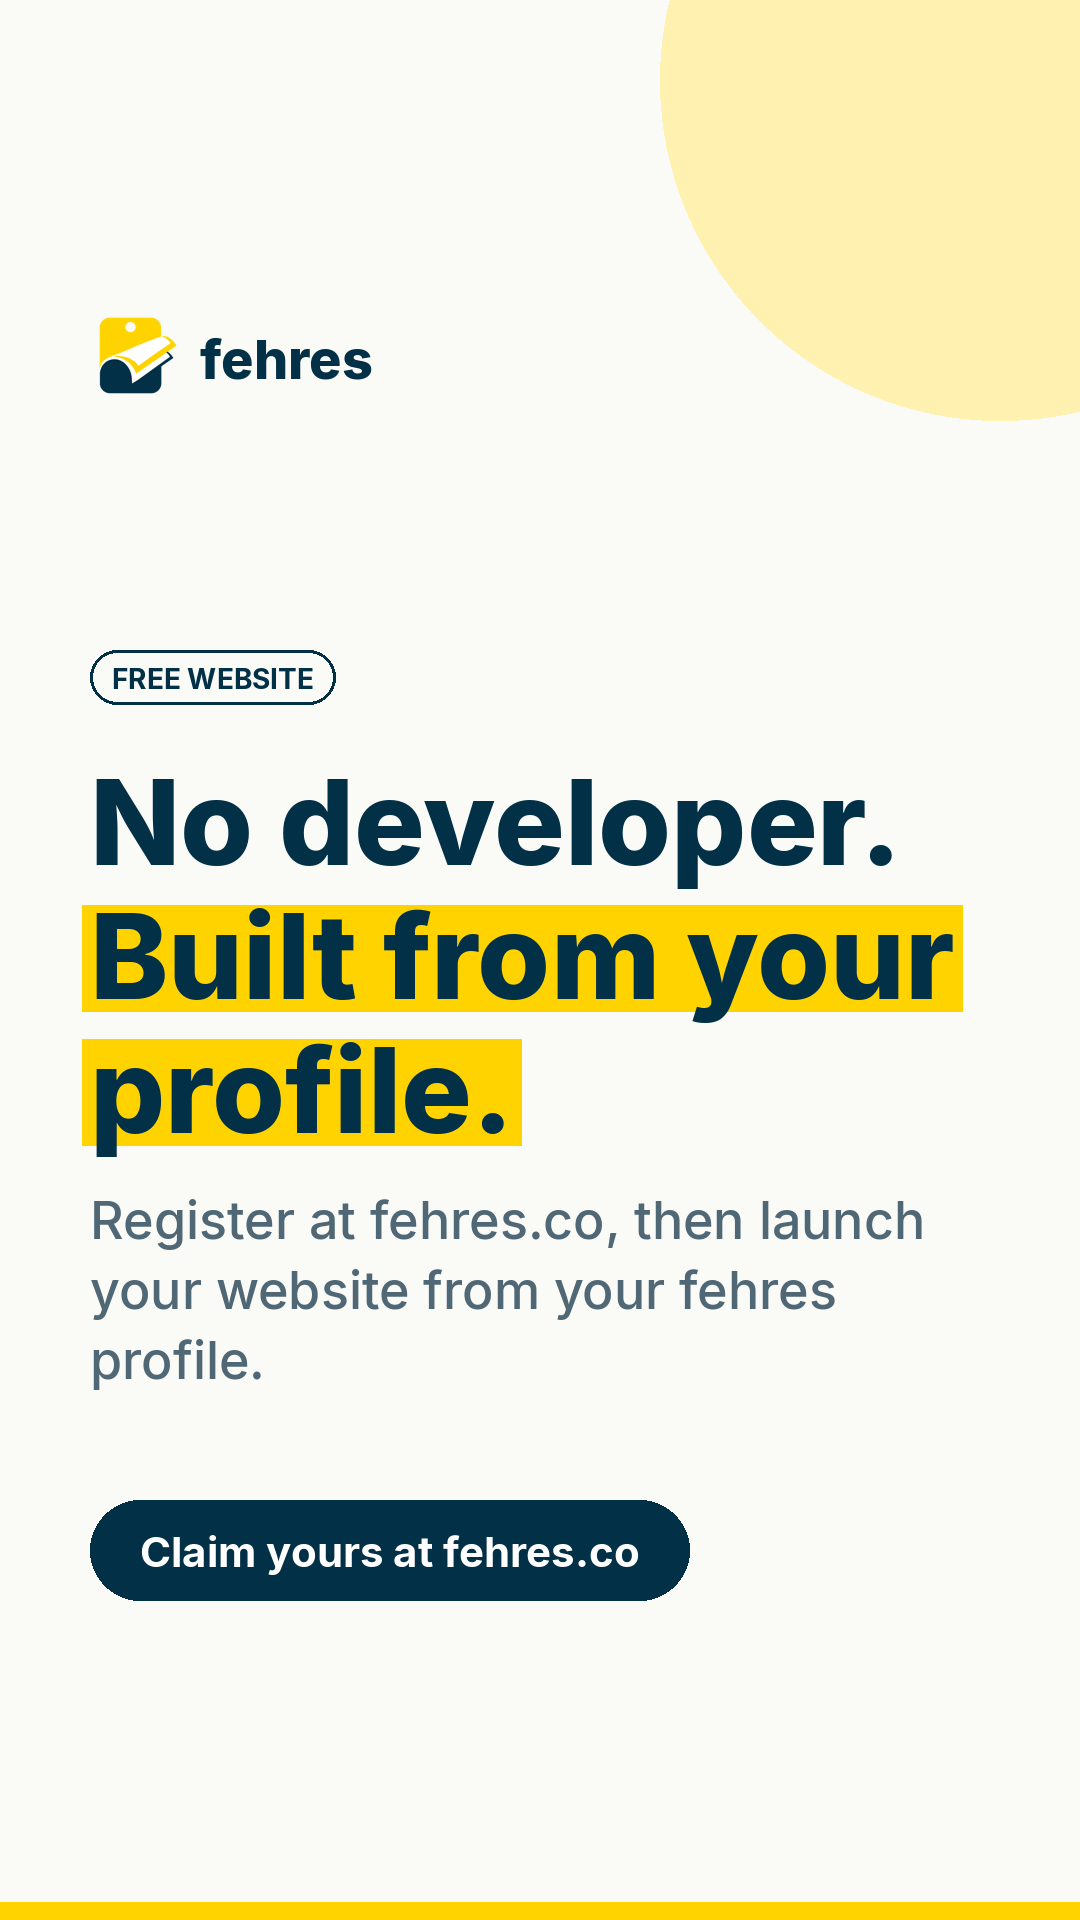 fehres
FREE WEBSITE
No developer.
Built from your
profile.
Register at fehres.co, then launch
your website from your fehres
profile.
Claim yours at fehres.co